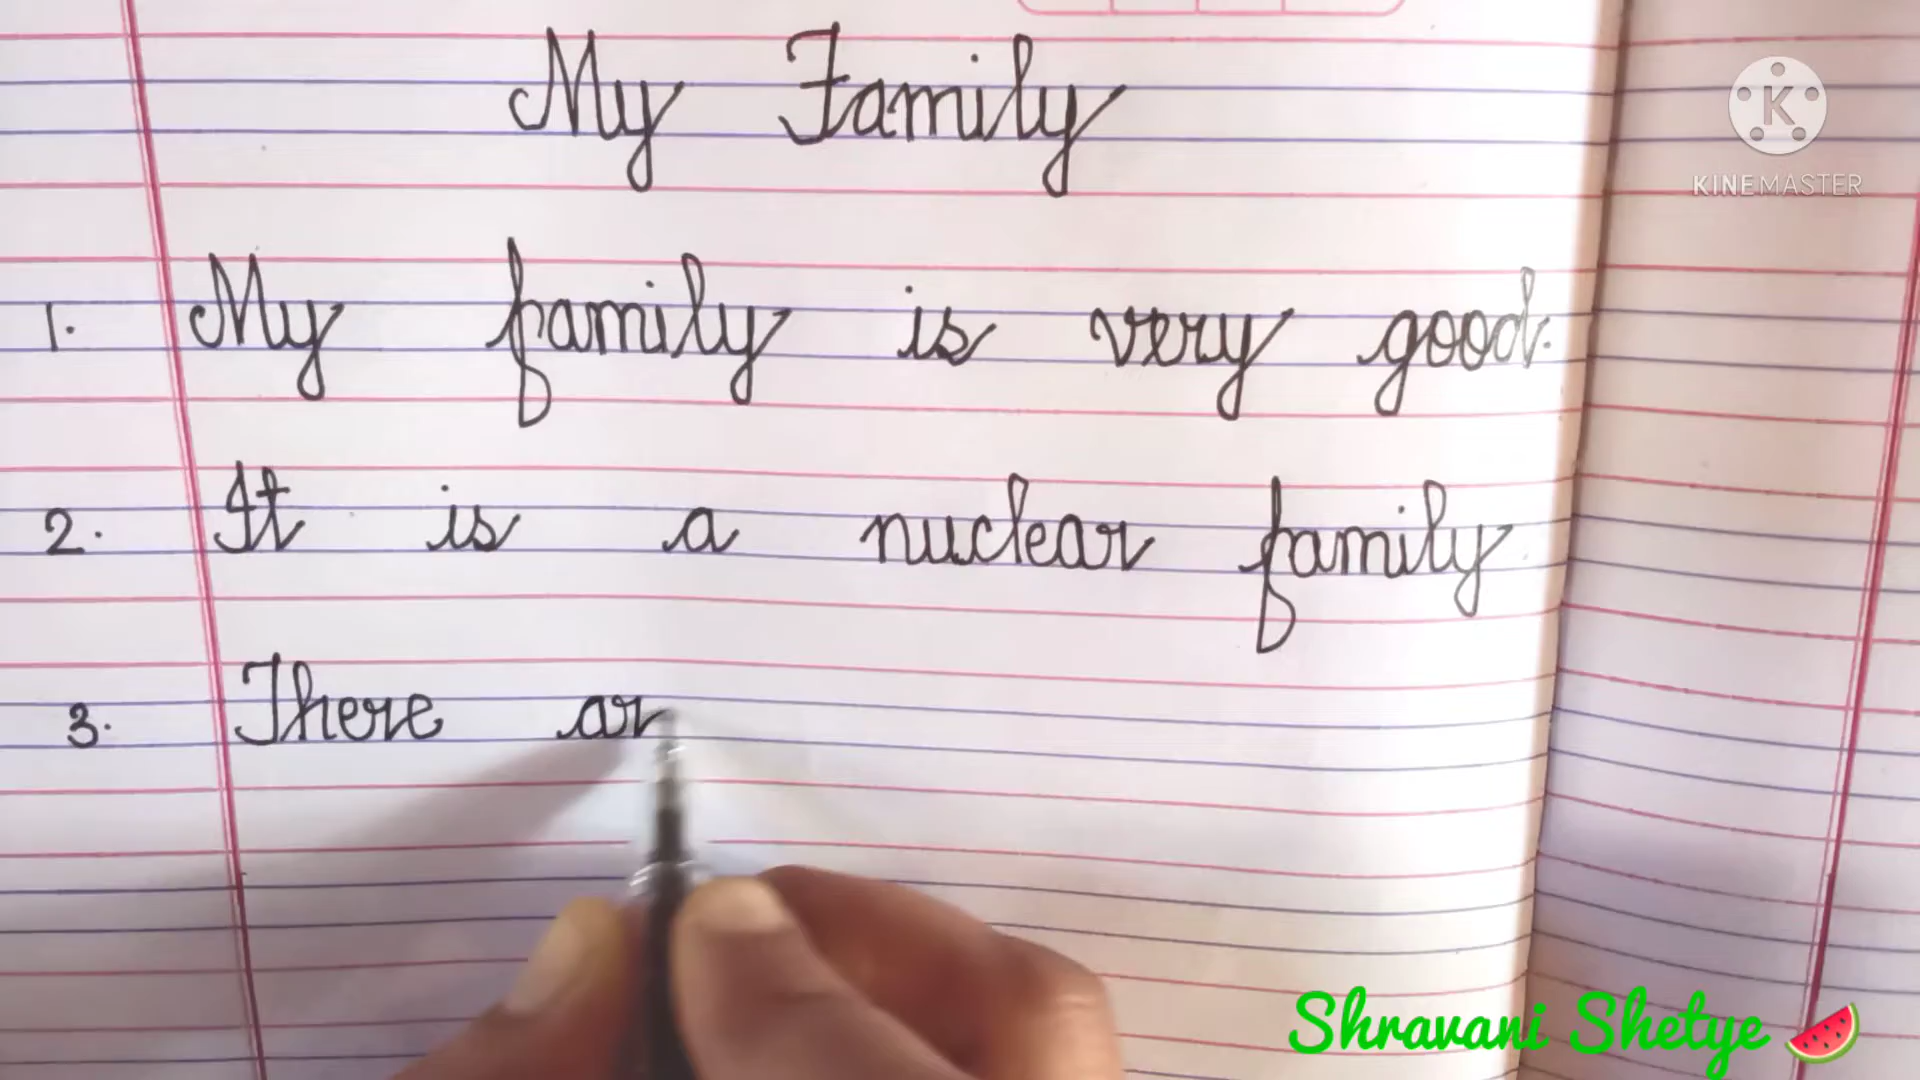 My Family
K
KINEMASTER
1. My family is very good.
2. It is a nuclear family
3. There ar
Shravani Shetye